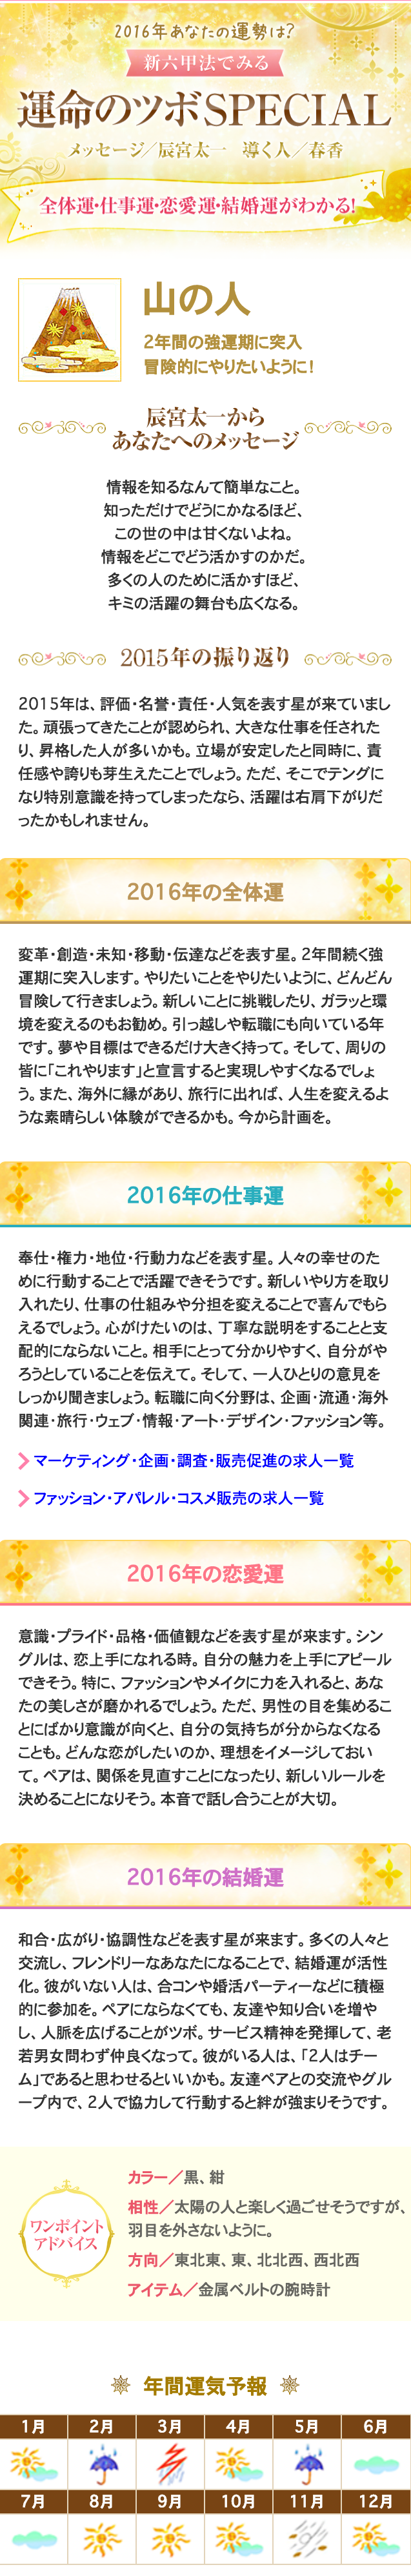 2016年あなたの運勢は?
新六甲法でみる
運命のツボSPECIAL
メッセージ／辰宮太一　導く人／春香
全体運・仕事運・恋愛運・結婚運がわかる!
山の人
2年間の強運期に突入
冒険的にやりたいように!
辰宮太一から
あなたへのメッセージ
情報を知るなんて簡単なこと。
知っただけでどうにかなるほど、
この世の中は甘くないよね。
情報をどこでどう活かすのかだ。
多くの人のために活かすほど、
キミの活躍の舞台も広くなる。
2015年の振り返り
2015年は、評価・名誉・責任・人気を表す星が来ていまし
た。頑張ってきたことが認められ、大きな仕事を任された
り、昇格した人が多いかも。立場が安定したと同時に、責
任感や誇りも芽生えたことでしょう。ただ、そこでテングに
なり特別意識を持ってしまったなら、活躍は右肩下がりだ
ったかもしれません。
2016年の全体運
変革・創造・未知・移動・伝達などを表す星。2年間続く強
運期に突入します。やりたいことをやりたいように、どんどん
冒険して行きましょう。新しいことに挑戦したり、ガラッと環
境を変えるのもお勧め。引っ越しや転職にも向いている年
です。夢や目標はできるだけ大きく持って。そして、周りの
皆に「これやります」と宣言すると実現しやすくなるでしょ
う。また、海外に縁があり、旅行に出れば、人生を変えるよ
うな素晴らしい体験ができるかも。今から計画を。
2016年の仕事運
奉仕・権力・地位・行動力などを表す星。人々の幸せのた
めに行動することで活躍できそうです。新しいやり方を取り
入れたり、仕事の仕組みや分担を変えることで喜んでもら
えるでしょう。心がけたいのは、丁寧な説明をすることと支
配的にならないこと。相手にとって分かりやすく、自分がや
ろうとしていることを伝えて。そして、一人ひとりの意見を
しっかり聞きましょう。転職に向く分野は、企画・流通・海外
関連・旅行・ウェブ・情報・アート・デザイン・ファッション等。
マーケティング・企画・調査・販売促進の求人一覧
ファッション・アパレル・コスメ販売の求人一覧
2016年の恋愛運
意識・プライド・品格・価値観などを表す星が来ます。シン
グルは、恋上手になれる時。自分の魅力を上手にアピール
できそう。特に、ファッションやメイクに力を入れると、あな
たの美しさが磨かれるでしょう。ただ、男性の目を集めるこ
とにばかり意識が向くと、自分の気持ちが分からなくなる
ことも。どんな恋がしたいのか、理想をイメージしておい
て。ペアは、関係を見直すことになったり、新しいルールを
決めることになりそう。本音で話し合うことが大切。
2016年の結婚運
和合・広がり・協調性などを表す星が来ます。多くの人々と
交流し、フレンドリーなあなたになることで、結婚運が活性
化。彼がいない人は、合コンや婚活パーティーなどに積極
的に参加を。ペアにならなくても、友達や知り合いを増や
し、人脈を広げることがツボ。サービス精神を発揮して、老
若男女問わず仲良くなって。彼がいる人は、「2人はチー
ム」であると思わせるといいかも。友達ペアとの交流やグル
ープ内で、2人で協力して行動すると絆が強まりそうです。
ワンポイント
アドバイス
カラー／黒、紺
相性／太陽の人と楽しく過ごせそうですが、
羽目を外さないように。
方向／東北東、東、北北西、西北西
アイテム／金属ベルトの腕時計
年間運気予報
1月 2月 3月 4月 5月 6月
7月 8月 9月 10月 11月 12月